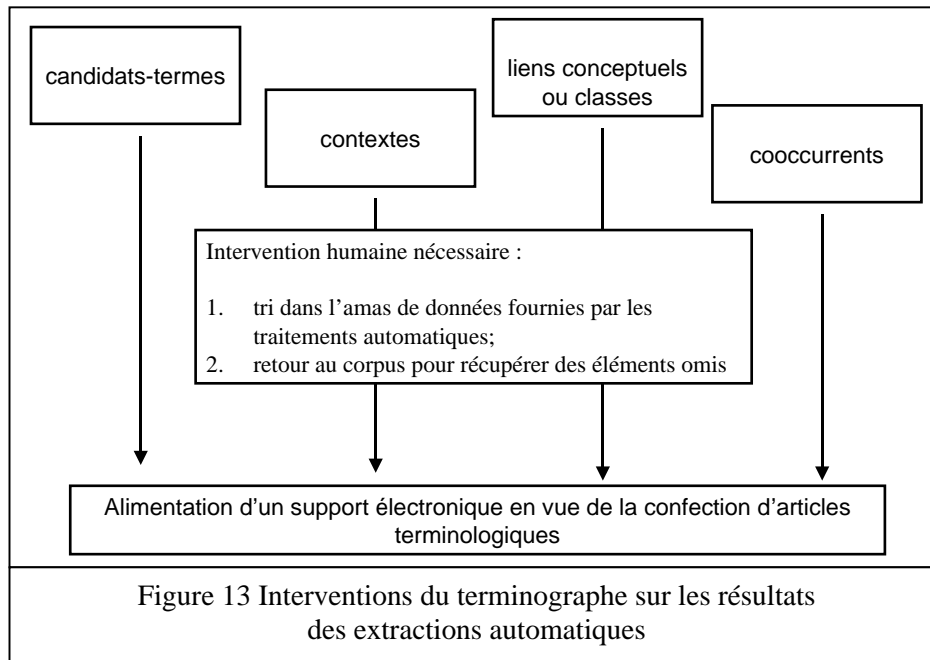 candidats-termes
liens conceptuels
ou classes
contextes
cooccurrents
Intervention humaine nécessaire :
1. tri dans l’amas de données fournies par les
traitements automatiques;
2. retour au corpus pour récupérer des éléments omis
Alimentation d’un support électronique en vue de la confection d’articles
terminologiques
Figure 13 Interventions du terminographe sur les résultats
des extractions automatiques